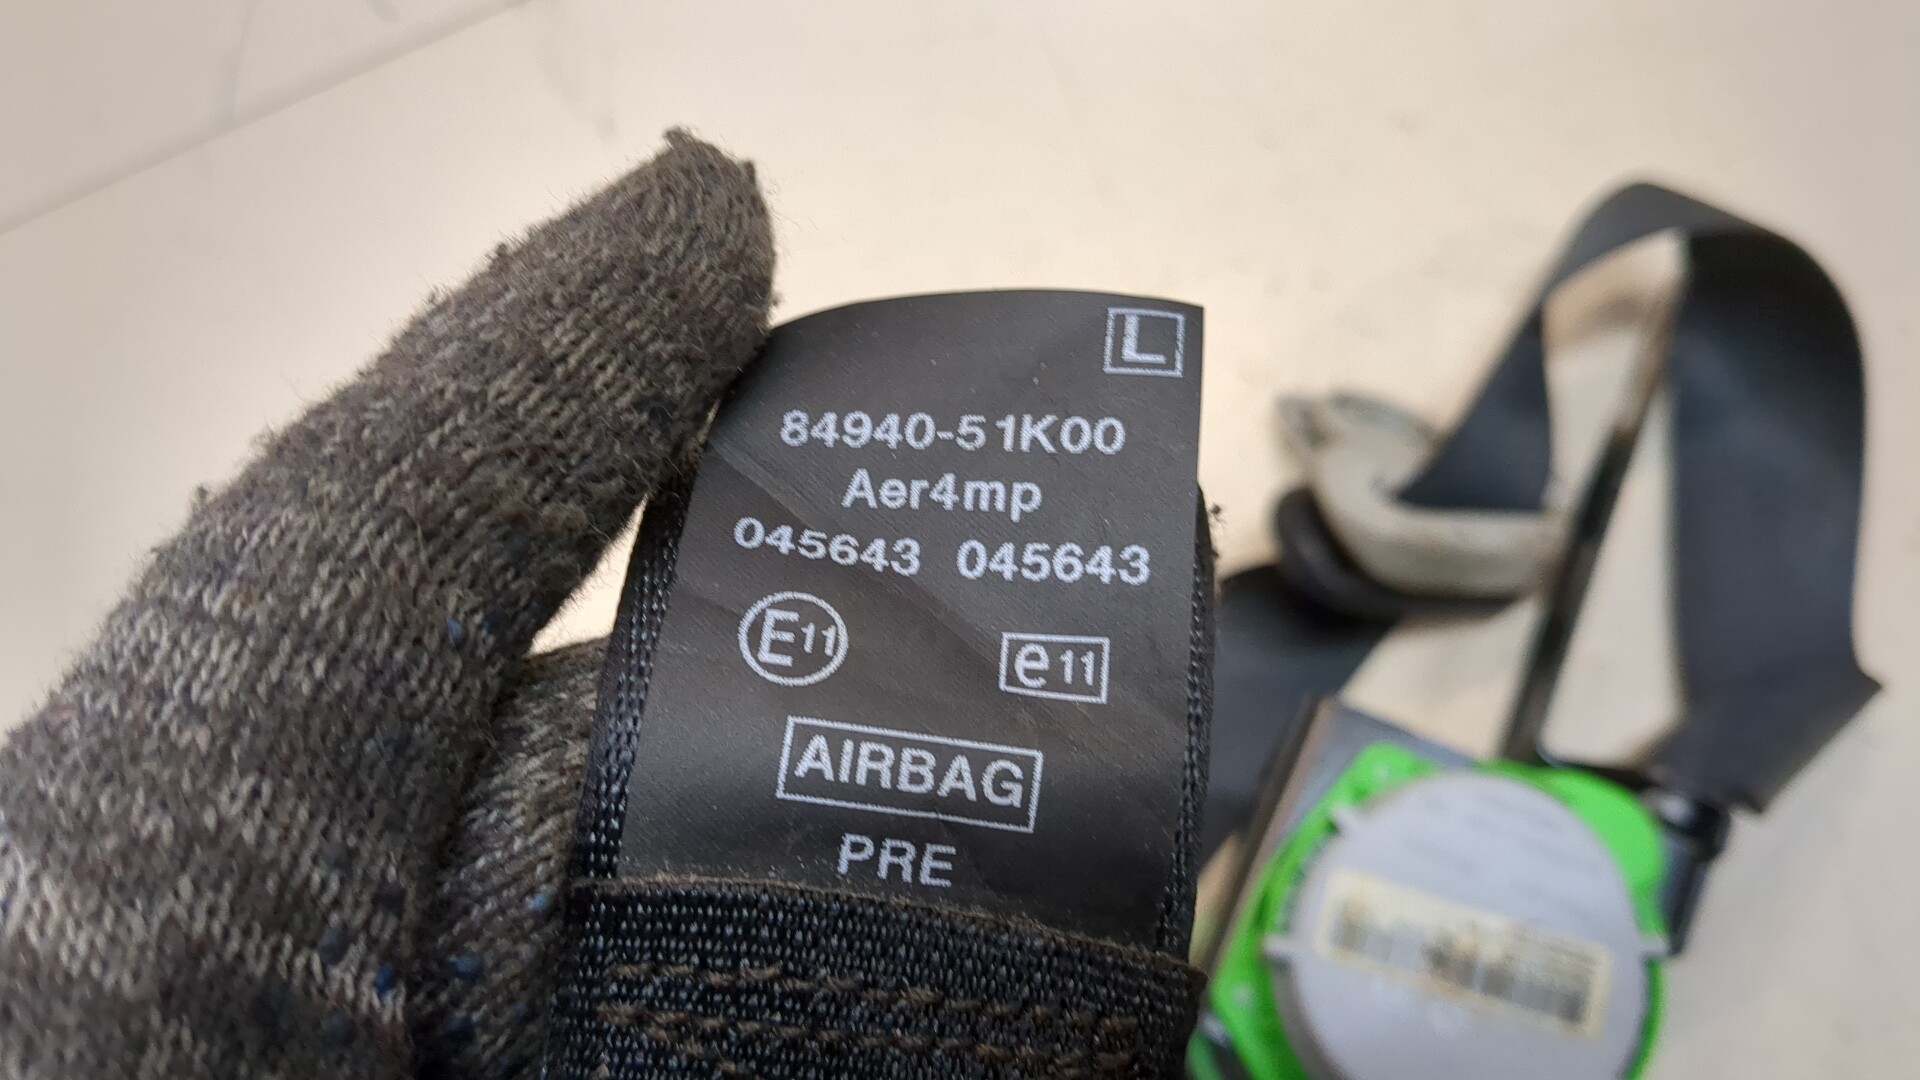 L
84940-51K00
Aer4mp
045643 045643
E11 e11
AIRBAG
PRE